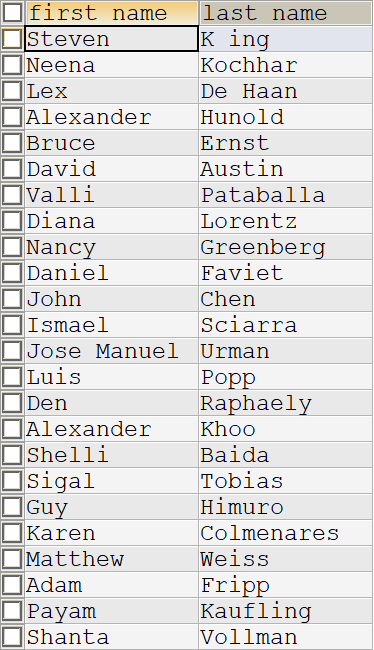 first name last name
Steven K ing
Neena Kochhar
Lex De Haan
Alexander Hunold
Bruce Ernst
David Austin
Valli Pataballa
Diana Lorentz
Nancy Greenberg
Daniel Faviet
John Chen
Ismael Sciarra
Jose Manuel Urman
Luis Popp
Den Raphaely
Alexander Khoo
Shelli Baida
Sigal Tobias
Guy Himuro
Karen Colmenares
Matthew Weiss
Adam Fripp
Payam Kaufling
Shanta Vollman